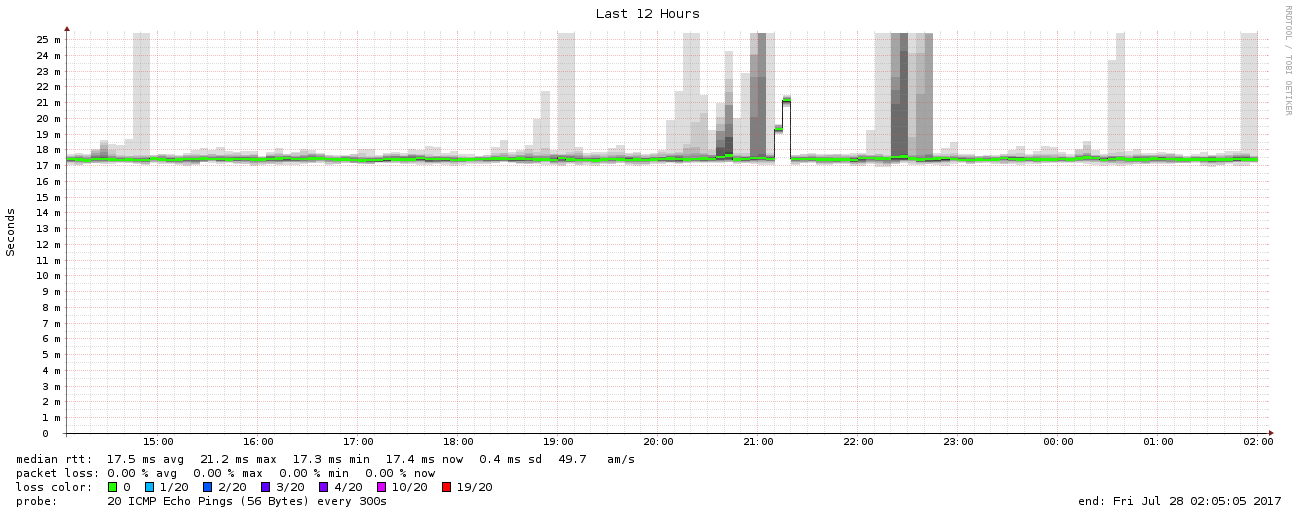 Last 12 Hours
RRDTOOL / TOBI OETIKER
Seconds
25 m
24 m
23 m
22 m
21 m
20 m
19 m
18 m
17 m
16 m
15 m
14 m
13 m
12 m
11 m
10 m
9 m
8 m
7 m
6 m
5 m
4 m
3 m
2 m
1 m
0
15:00 16:00 17:00 18:00 19:00 20:00 21:00 22:00 23:00 00:00 01:00 02:00
median rtt: 17.5 ms avg 21.2 ms max 17.3 ms min 17.4 ms now 0.4 ms sd 49.7 am/s
packet loss: 0.00 % avg 0.00 % max 0.00 % min 0.00 % now
loss color: 0 1/20 2/20 3/20 4/20 10/20 19/20
probe: 20 ICMP Echo Pings (56 Bytes) every 300s end: Fri Jul 28 02:05:05 2017